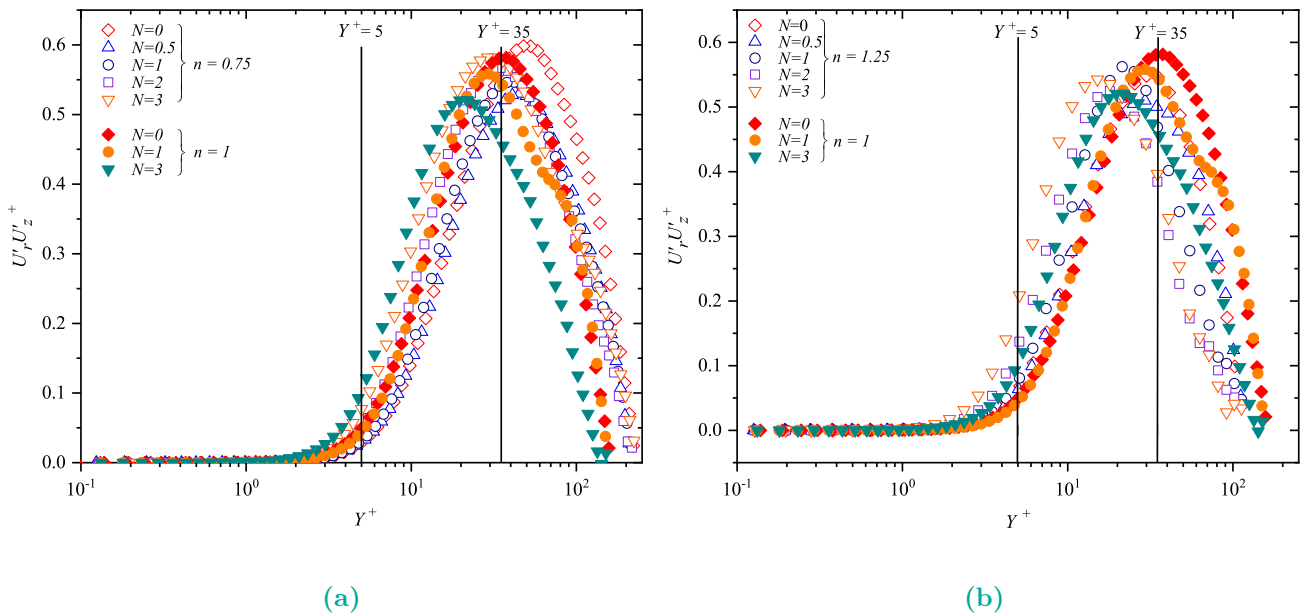 Y⁺= 5 Y⁺= 35
N=0
N=0.5
N=1
N=2
N=3
n = 0.75
N=0
N=1
N=3
n = 1
0.6
0.5
0.4
0.3
0.2
0.1
0.0
U'ᵣU'_z⁺
10⁻¹ 10⁰ 10¹ 10²
Y⁺
(a)
Y⁺= 5 Y⁺= 35
N=0
N=0.5
N=1
N=2
N=3
n = 1.25
N=0
N=1
N=3
n = 1
0.6
0.5
0.4
0.3
0.2
0.1
0.0
U'ᵣU'_z⁺
10⁻¹ 10⁰ 10¹ 10²
Y⁺
(b)